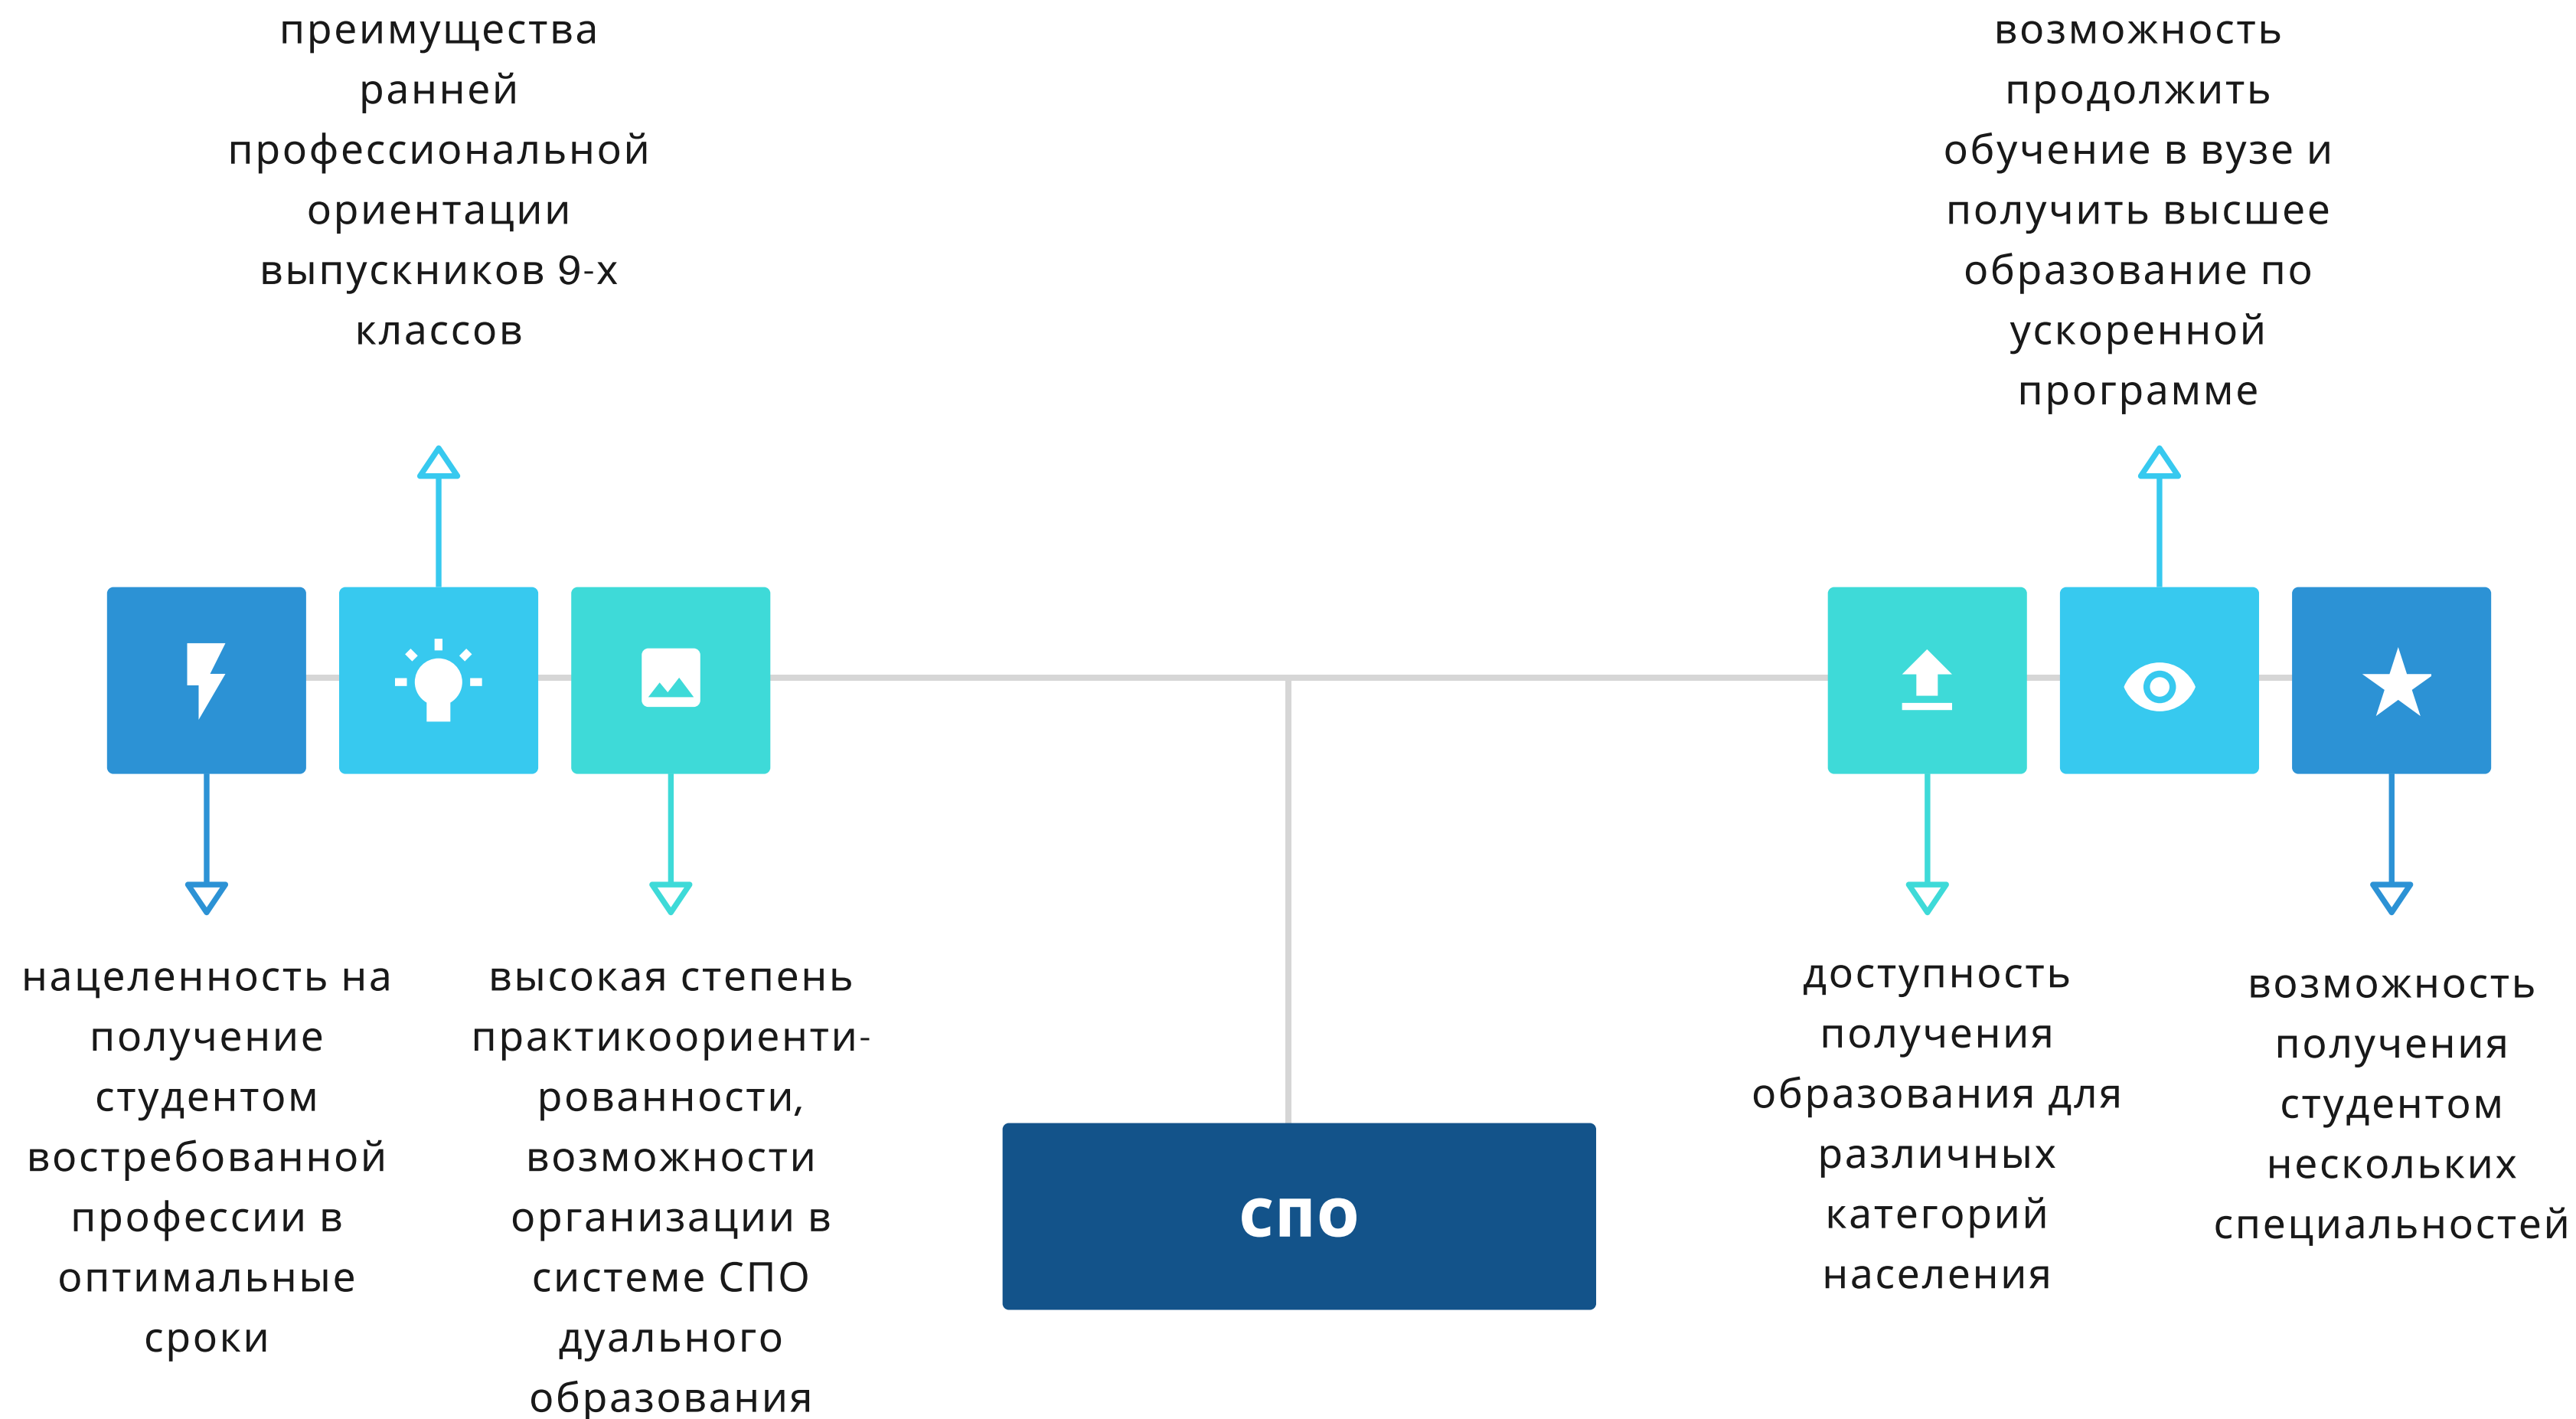 преимущества
ранней
профессиональной
ориентации
выпускников 9-х
классов
возможность
продолжить
обучение в вузе и
получить высшее
образование по
ускоренной
программе
нацеленность на
получение
студентом
востребованной
профессии в
оптимальные
сроки
высокая степень
практикоориенти-
рованности,
возможности
организации в
системе СПО
дуального
образования
спо
доступность
получения
образования для
различных
категорий
населения
возможность
получения
студентом
нескольких
специальностей